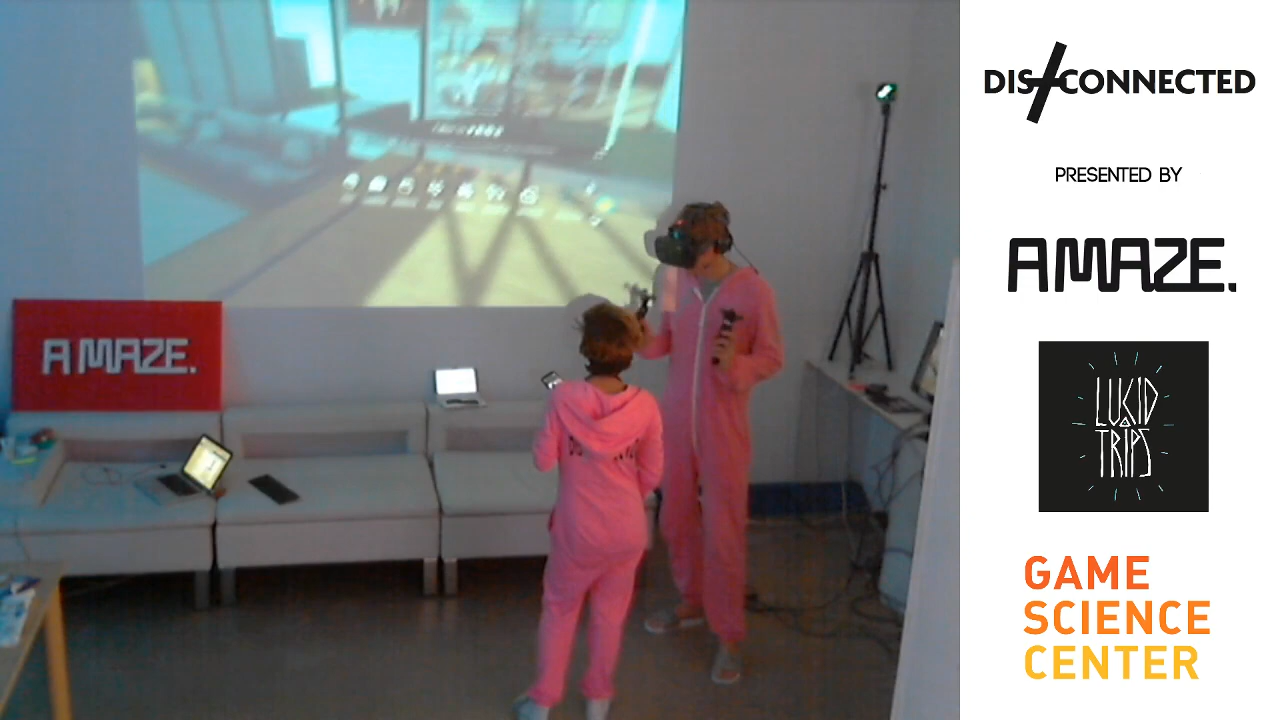 A MAZE.
DIS/CONNECTED
PRESENTED BY
A MAZE.
LUCID
TRIPS
GAME
SCIENCE
CENTER